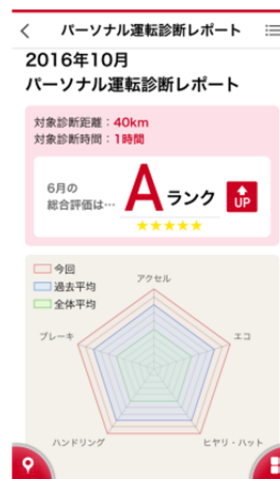 パーソナル運転診断レポート
2016年10月
パーソナル運転診断レポート
対象診断距離：40km
対象診断時間：1時間
6月の
総合評価は…
Aランク
UP
今回
過去平均
全体平均
アクセル
ブレーキ
エコ
ハンドリング
ヒヤリ・ハット